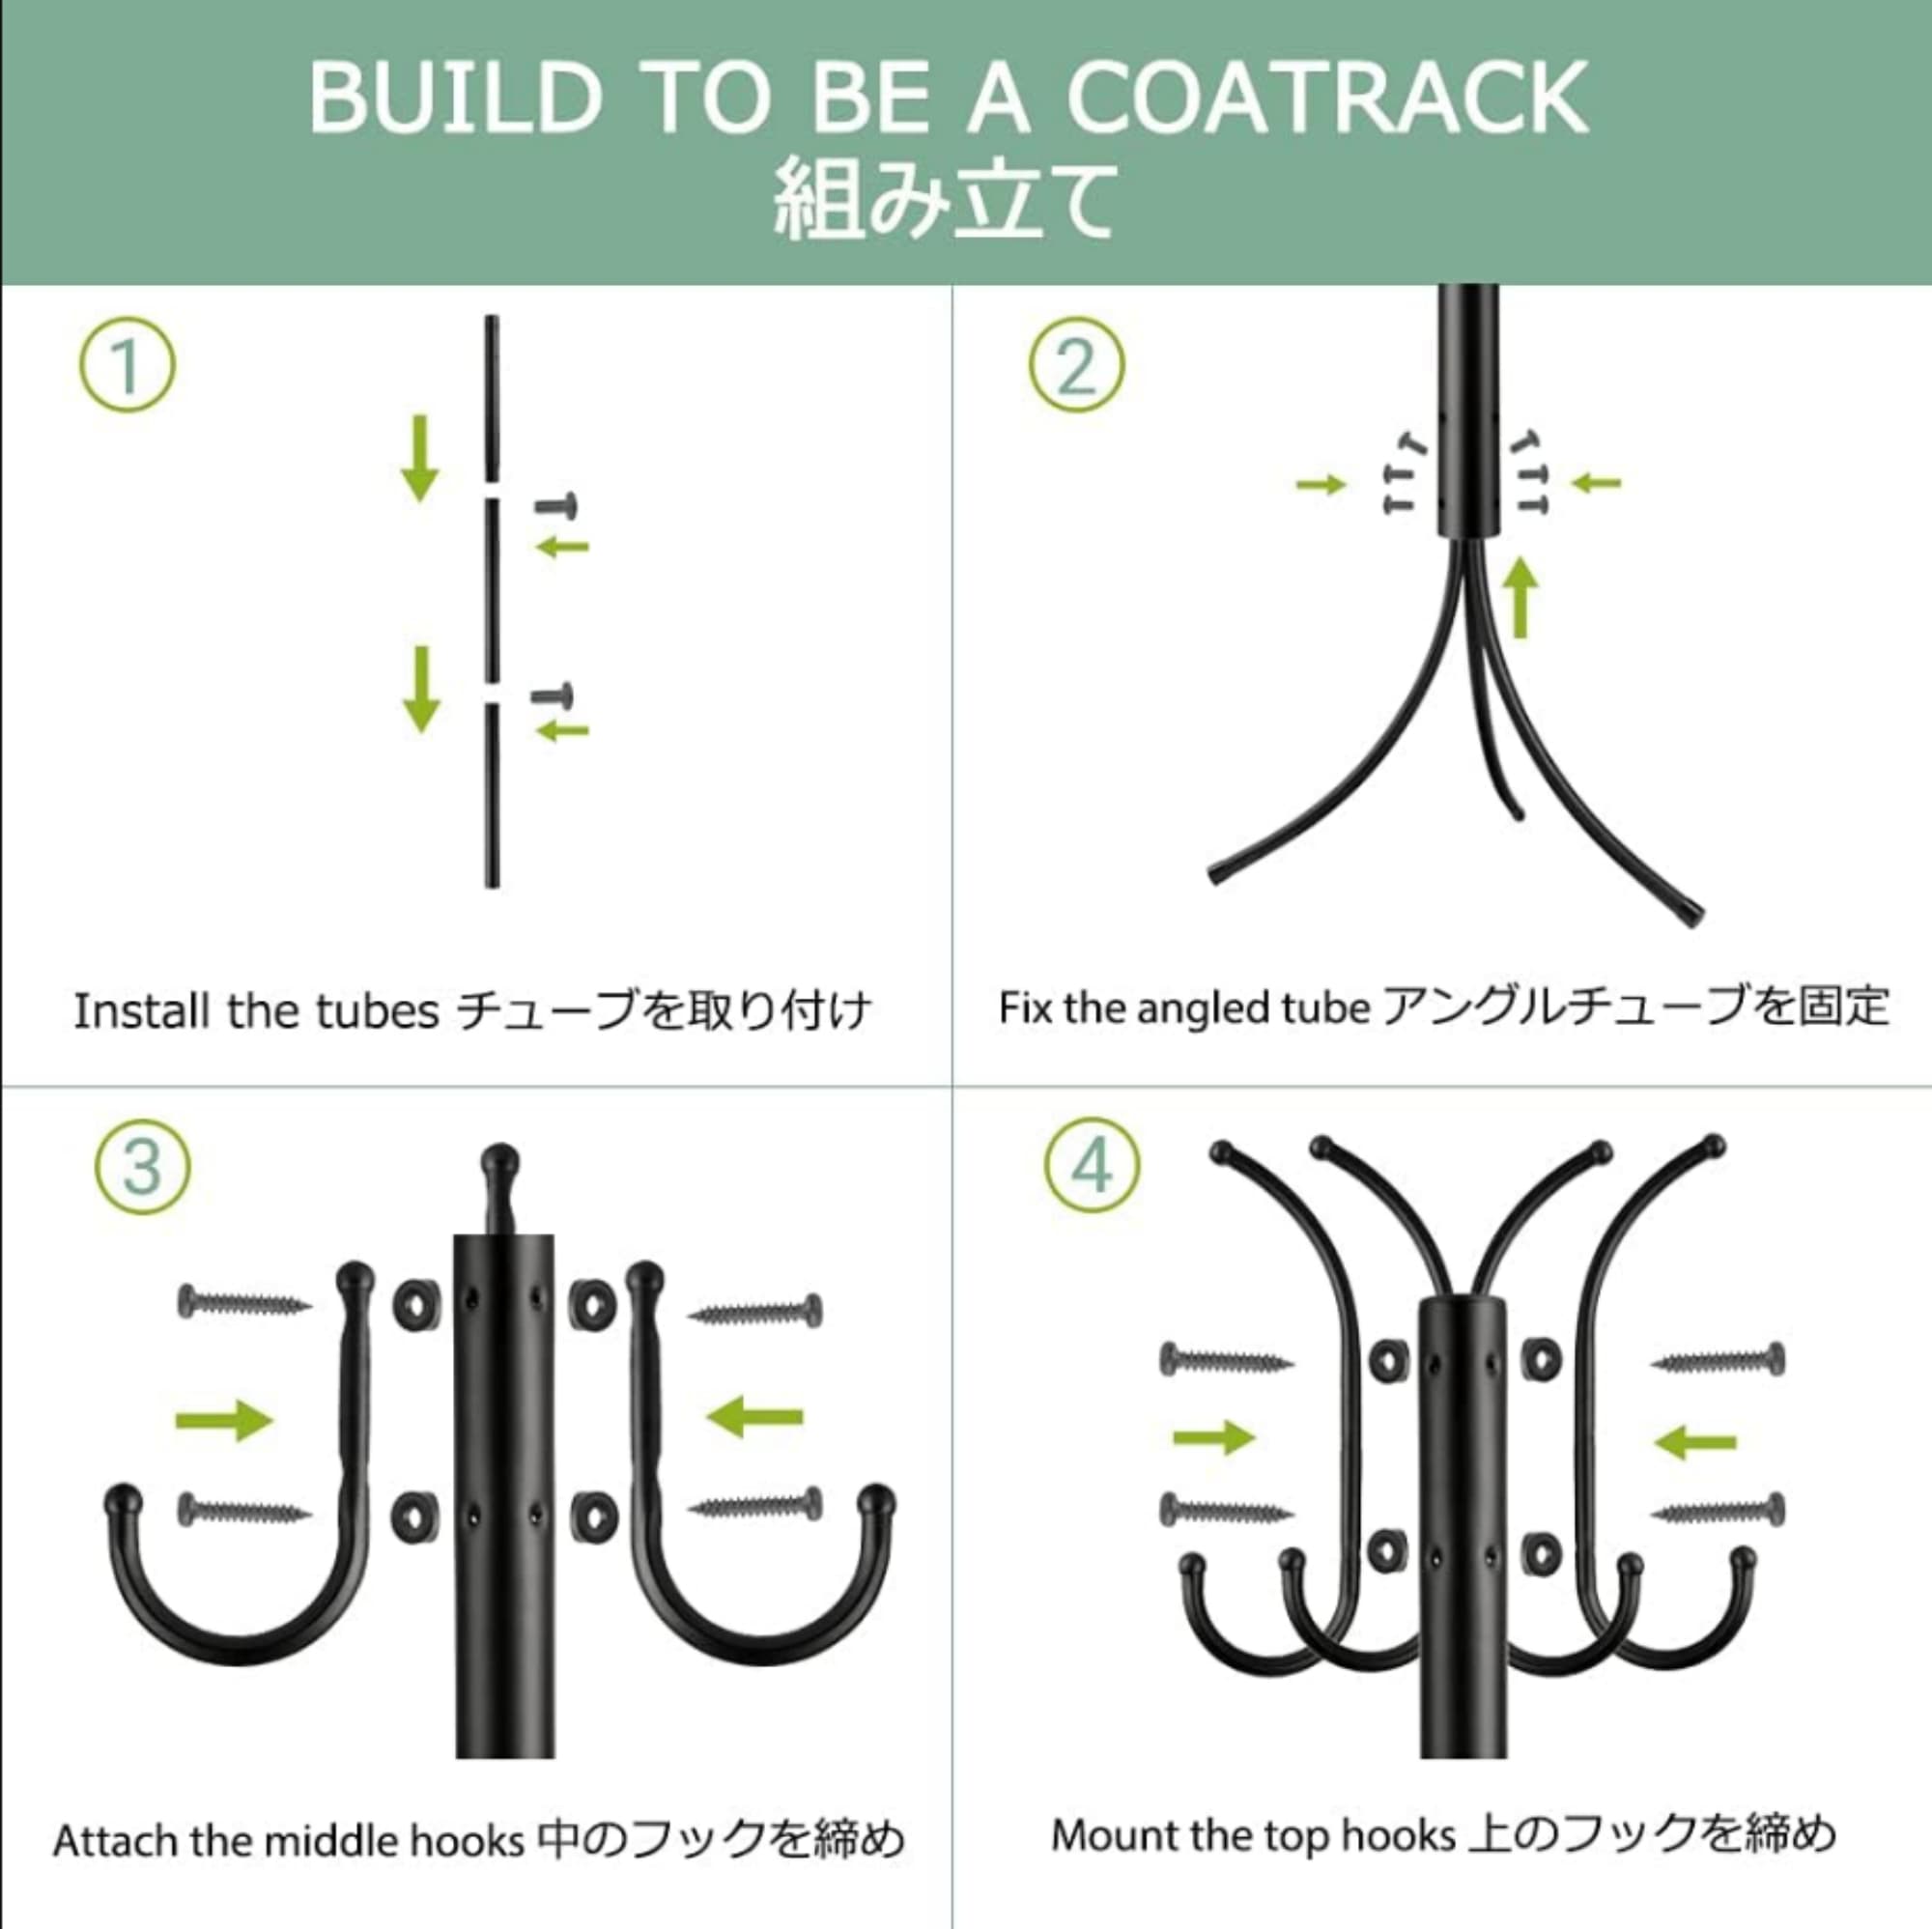 BUILD TO BE A COATRACK
組み立て
1
2
Install the tubes チューブを取り付け
Fix the angled tube アングルチューブを固定
3
4
Attach the middle hooks 中のフックを締め
Mount the top hooks 上のフックを締め